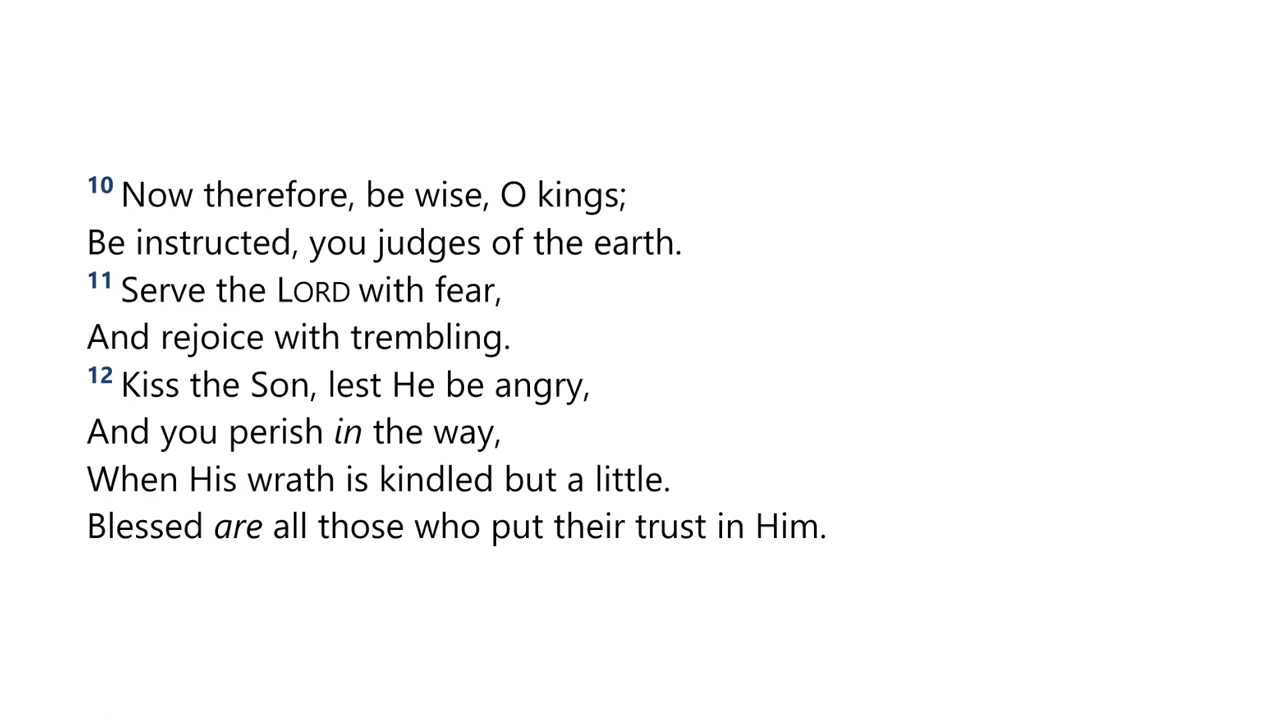 10 Now therefore, be wise, O kings;
Be instructed, you judges of the earth.
11 Serve the LORD with fear,
And rejoice with trembling.
12 Kiss the Son, lest He be angry,
And you perish in the way,
When His wrath is kindled but a little.
Blessed are all those who put their trust in Him.